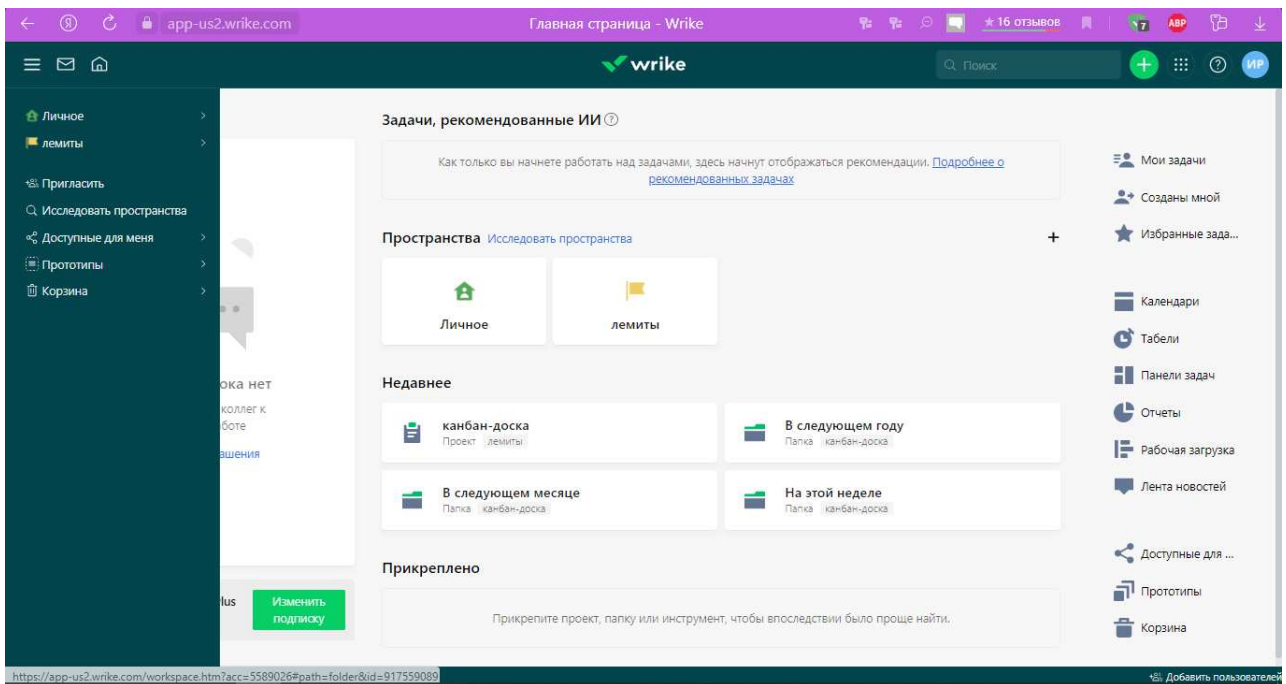 app-us2.wrike.com
Главная страница - Wrike
★ 16 отзывов
7
ABP
wrike
Поиск
ИР
Личное
лемиты
Пригласить
Исследовать пространства
Доступные для меня
Прототипы
Корзина
ока нет
коллег к
боте
ашения
lus
Изменить
подписку
Задачи, рекомендованные ИИ
Как только вы начнете работать над задачами, здесь начнут отображаться рекомендации. Подробнее о
рекомендованных задачах
Пространства Исследовать пространства
+
Личное
лемиты
Недавнее
канбан-доска
Проект лемиты
В следующем году
Папка канбан-доска
В следующем месяце
Папка канбан-доска
На этой неделе
Папка канбан-доска
Прикреплено
Прикрепите проект, папку или инструмент, чтобы впоследствии было проще найти.
Мои задачи
Созданы мной
Избранные зада...
Календари
Табели
Панели задач
Отчеты
Рабочая загрузка
Лента новостей
Доступные для ...
Прототипы
Корзина
https://app-us2.wrike.com/workspace.htm?acc=5589026#path=folder&id=917559089
Добавить пользователей